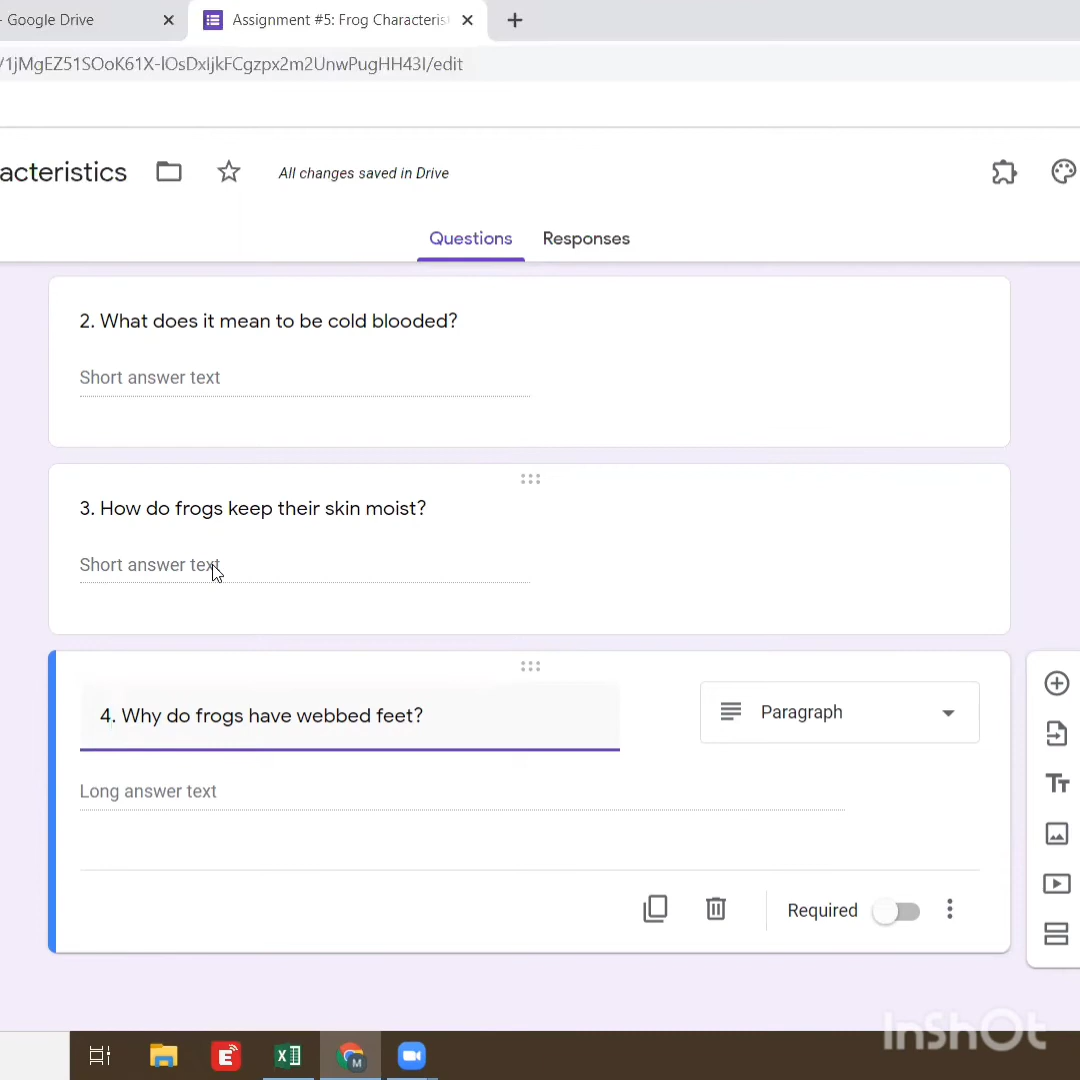 - Google Drive
Assignment #5: Frog Characteris
/1jMgEZ51SOoK61X-lOsDxIjkFCgzpx2m2UnwPugHH43I/edit
acteristics
All changes saved in Drive
Questions
Responses
2. What does it mean to be cold blooded?
Short answer text
3. How do frogs keep their skin moist?
Short answer text
4. Why do frogs have webbed feet?
Paragraph
Long answer text
Required
InShOt